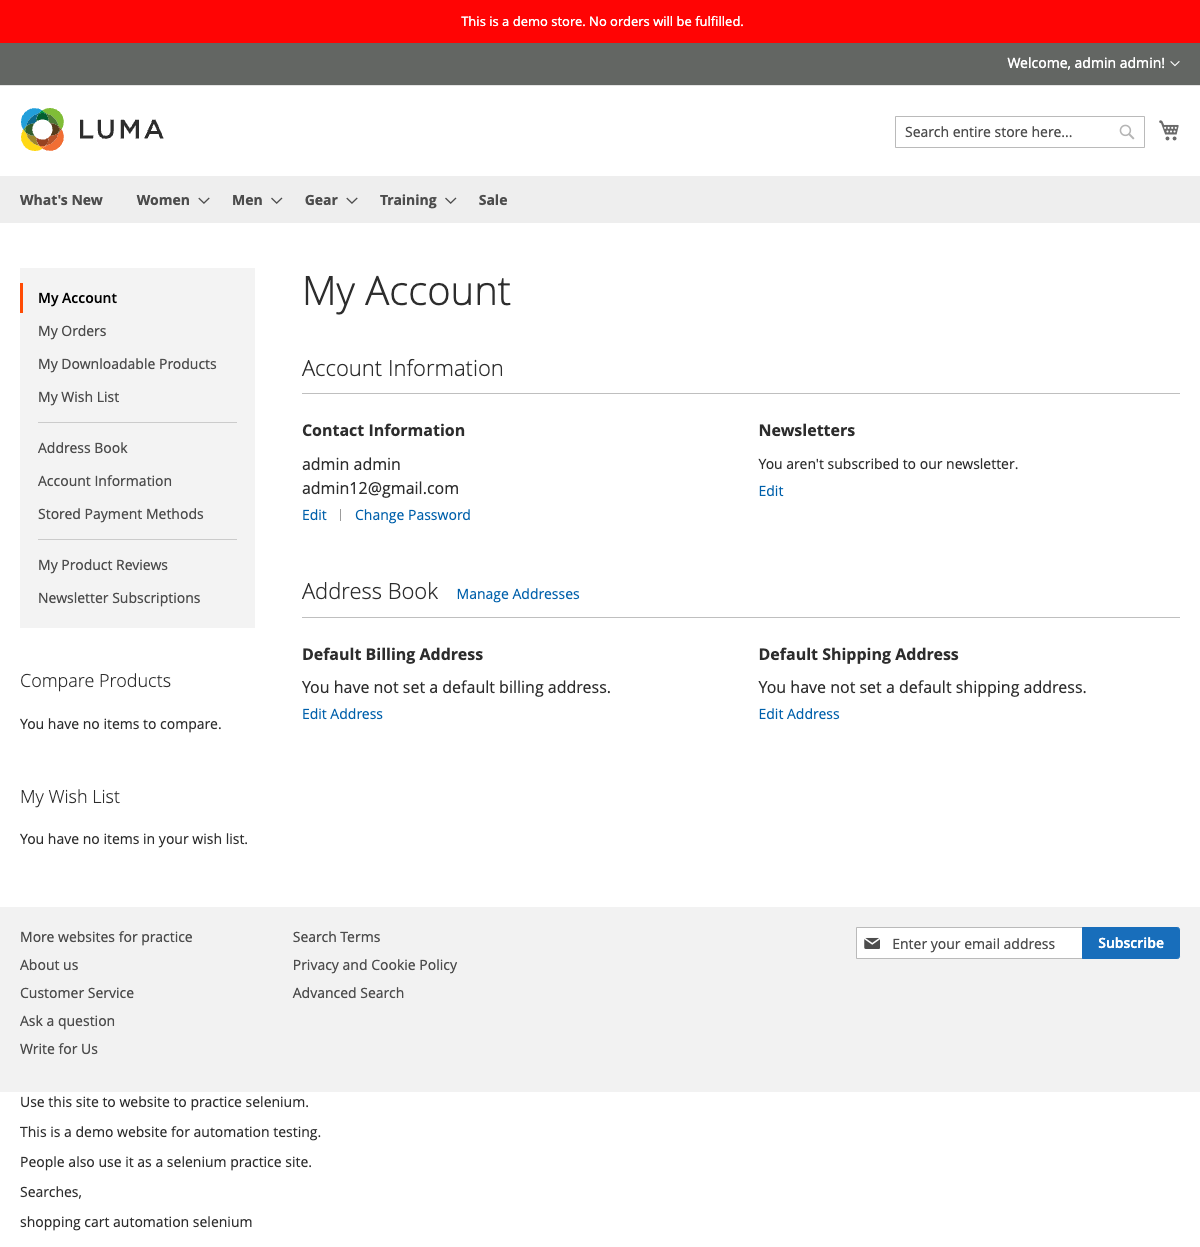 This is a demo store. No orders will be fulfilled.
Welcome, admin admin!
LUMA
Search entire store here...
What's New Women Men Gear Training Sale
My Account
My Orders
My Downloadable Products
My Wish List
Address Book
Account Information
Stored Payment Methods
My Product Reviews
Newsletter Subscriptions
Compare Products
You have no items to compare.
My Wish List
You have no items in your wish list.
My Account
Account Information
Contact Information
admin admin
admin12@gmail.com
Edit | Change Password
Newsletters
You aren't subscribed to our newsletter.
Edit
Address Book Manage Addresses
Default Billing Address
You have not set a default billing address.
Edit Address
Default Shipping Address
You have not set a default shipping address.
Edit Address
More websites for practice
About us
Customer Service
Ask a question
Write for Us
Search Terms
Privacy and Cookie Policy
Advanced Search
Enter your email address Subscribe
Use this site to website to practice selenium.
This is a demo website for automation testing.
People also use it as a selenium practice site.
Searches,
shopping cart automation selenium